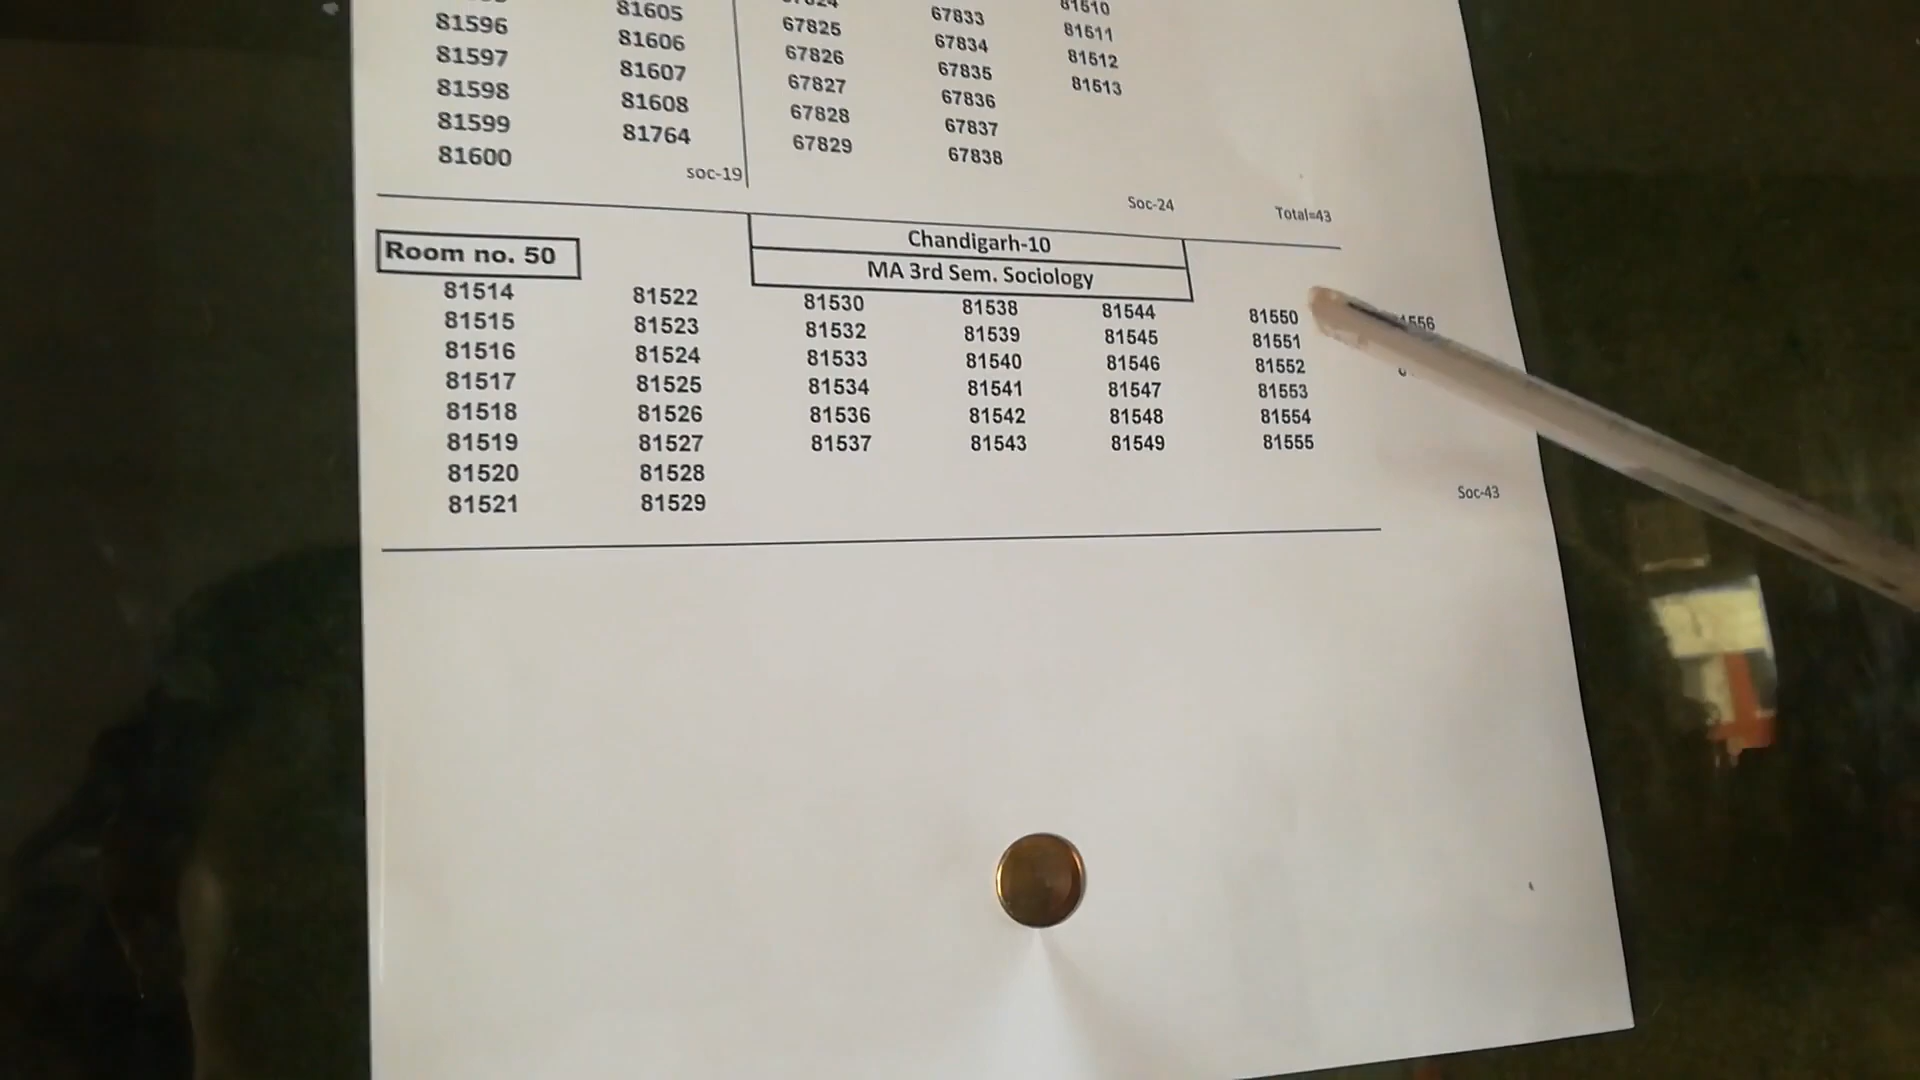 81596 81605 67825 67833 81510
81597 81606 67826 67834 81511
81598 81607 67827 67835 81512
81599 81608 67828 67836 81513
81600 81764 67829 67837
67838
soc-19
Soc-24 Total=43
Room no. 50
Chandigarh-10
MA 3rd Sem. Sociology
81514 81522 81530 81538 81544 81550
81515 81523 81532 81539 81545 81551
81516 81524 81533 81540 81546 81552
81517 81525 81534 81541 81547 81553
81518 81526 81536 81542 81548 81554
81519 81527 81537 81543 81549 81555
81520 81528
81521 81529
Soc-43